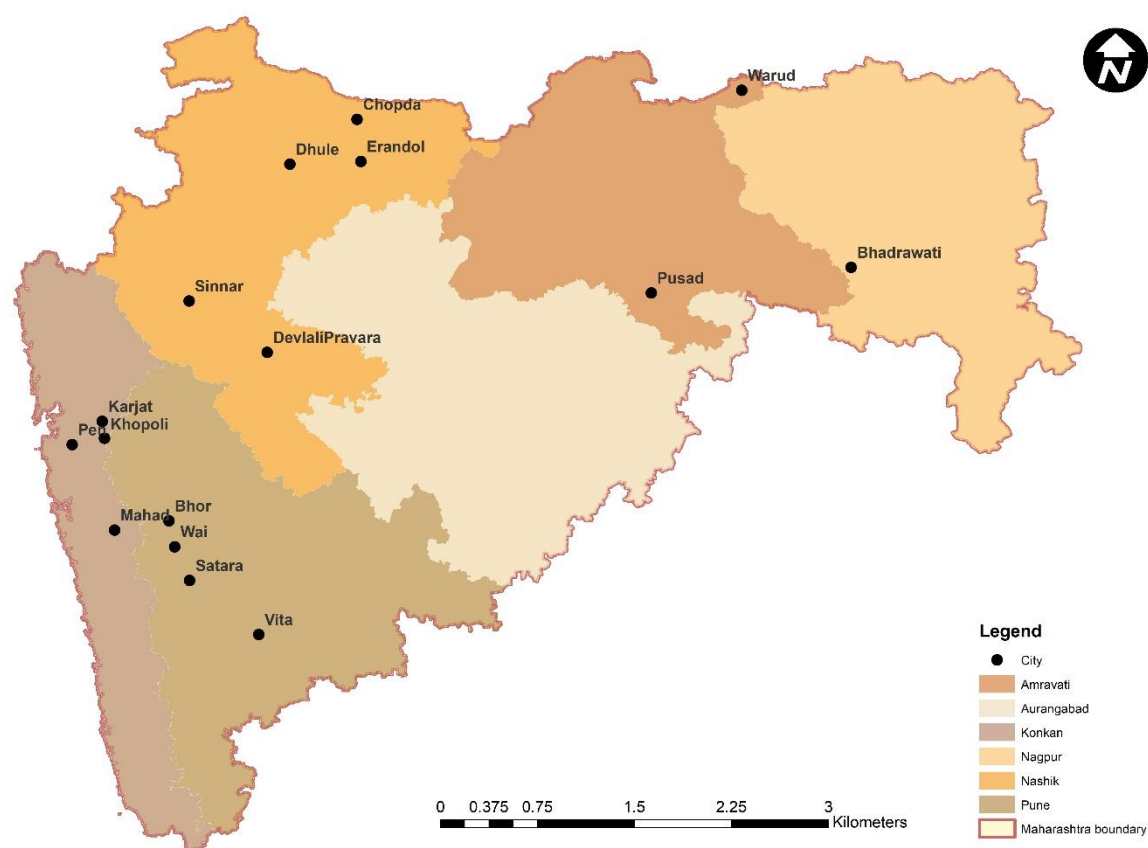 N
Warud
Chopda
Dhule
Erandol
Bhadrawati
Pusad
Sinnar
DevlaliPravara
Karjat
Khopoli
Pen
Mahad
Bhor
Wai
Satara
Vita
Legend
City
Amravati
Aurangabad
Konkan
Nagpur
Nashik
Pune
Maharashtra boundary
0 0.375 0.75 1.5 2.25 3
Kilometers